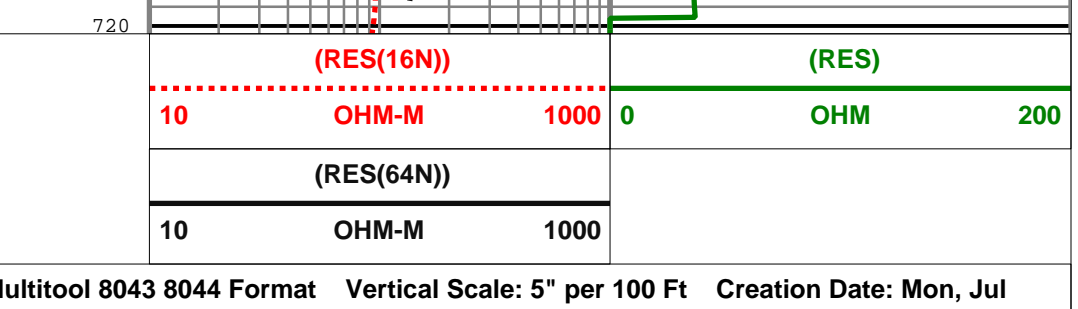 720
(RES(16N)) (RES)
10 OHM-M 1000 0 OHM 200
(RES(64N))
10 OHM-M 1000
8043 8044 Format Vertical Scale: 5" per 100 Ft Creation Date: Mon, Jul